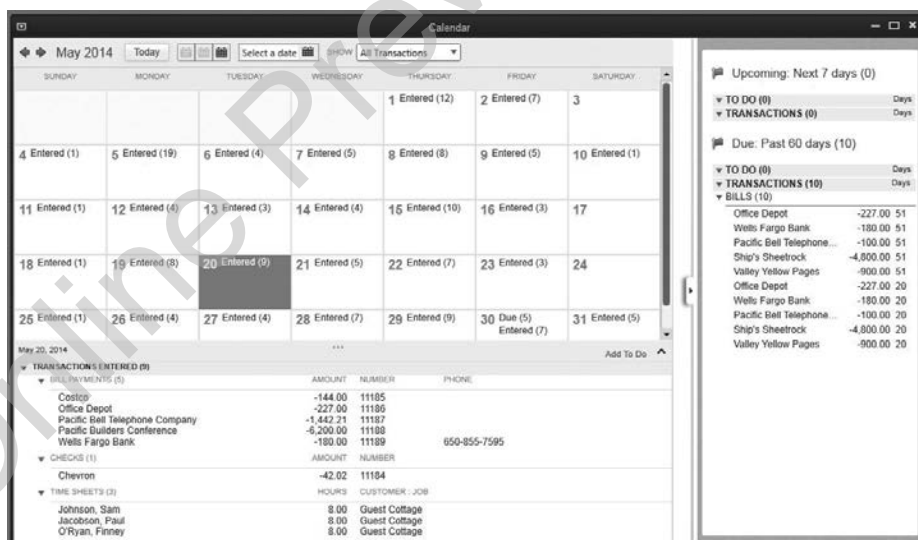 Calendar
May 2014 Today Select a date SHOW All Transactions
SUNDAY MONDAY TUESDAY WEDNESDAY THURSDAY FRIDAY SATURDAY
1 Entered (12) 2 Entered (7) 3
4 Entered (1) 5 Entered (19) 6 Entered (4) 7 Entered (5) 8 Entered (8) 9 Entered (5) 10 Entered (1)
11 Entered (1) 12 Entered (4) 13 Entered (3) 14 Entered (4) 15 Entered (10) 16 Entered (3) 17
18 Entered (1) 19 Entered (8) 20 Entered (9) 21 Entered (5) 22 Entered (7) 23 Entered (3) 24
25 Entered (1) 26 Entered (4) 27 Entered (4) 28 Entered (7) 29 Entered (9) 30 Due (5) 31 Entered (5)
Entered (7)
May 20, 2014 Add To Do
TRANSACTIONS ENTERED (9)
BILL PAYMENTS (5) AMOUNT NUMBER PHONE
Costco -144.00 11185
Office Depot -227.00 11186
Pacific Bell Telephone Company -1,442.21 11187
Pacific Builders Conference -6,200.00 11188
Wells Fargo Bank -180.00 11189 650-855-7595
CHECKS (1) AMOUNT NUMBER
Chevron -42.02 11184
TIME SHEETS (3) HOURS CUSTOMER : JOB
Johnson, Sam 8.00 Guest Cottage
Jacobson, Paul 8.00 Guest Cottage
O'Ryan, Finney 8.00 Guest Cottage
Upcoming: Next 7 days (0)
TO DO (0) Days
TRANSACTIONS (0) Days
Due: Past 60 days (10)
TO DO (0) Days
TRANSACTIONS (10) Days
BILLS (10)
Office Depot -227.00 51
Wells Fargo Bank -180.00 51
Pacific Bell Telephone... -100.00 51
Ship's Sheetrock -4,800.00 51
Valley Yellow Pages -900.00 51
Office Depot -227.00 20
Wells Fargo Bank -180.00 20
Pacific Bell Telephone... -100.00 20
Ship's Sheetrock -4,800.00 20
Valley Yellow Pages -900.00 20
Online Prev